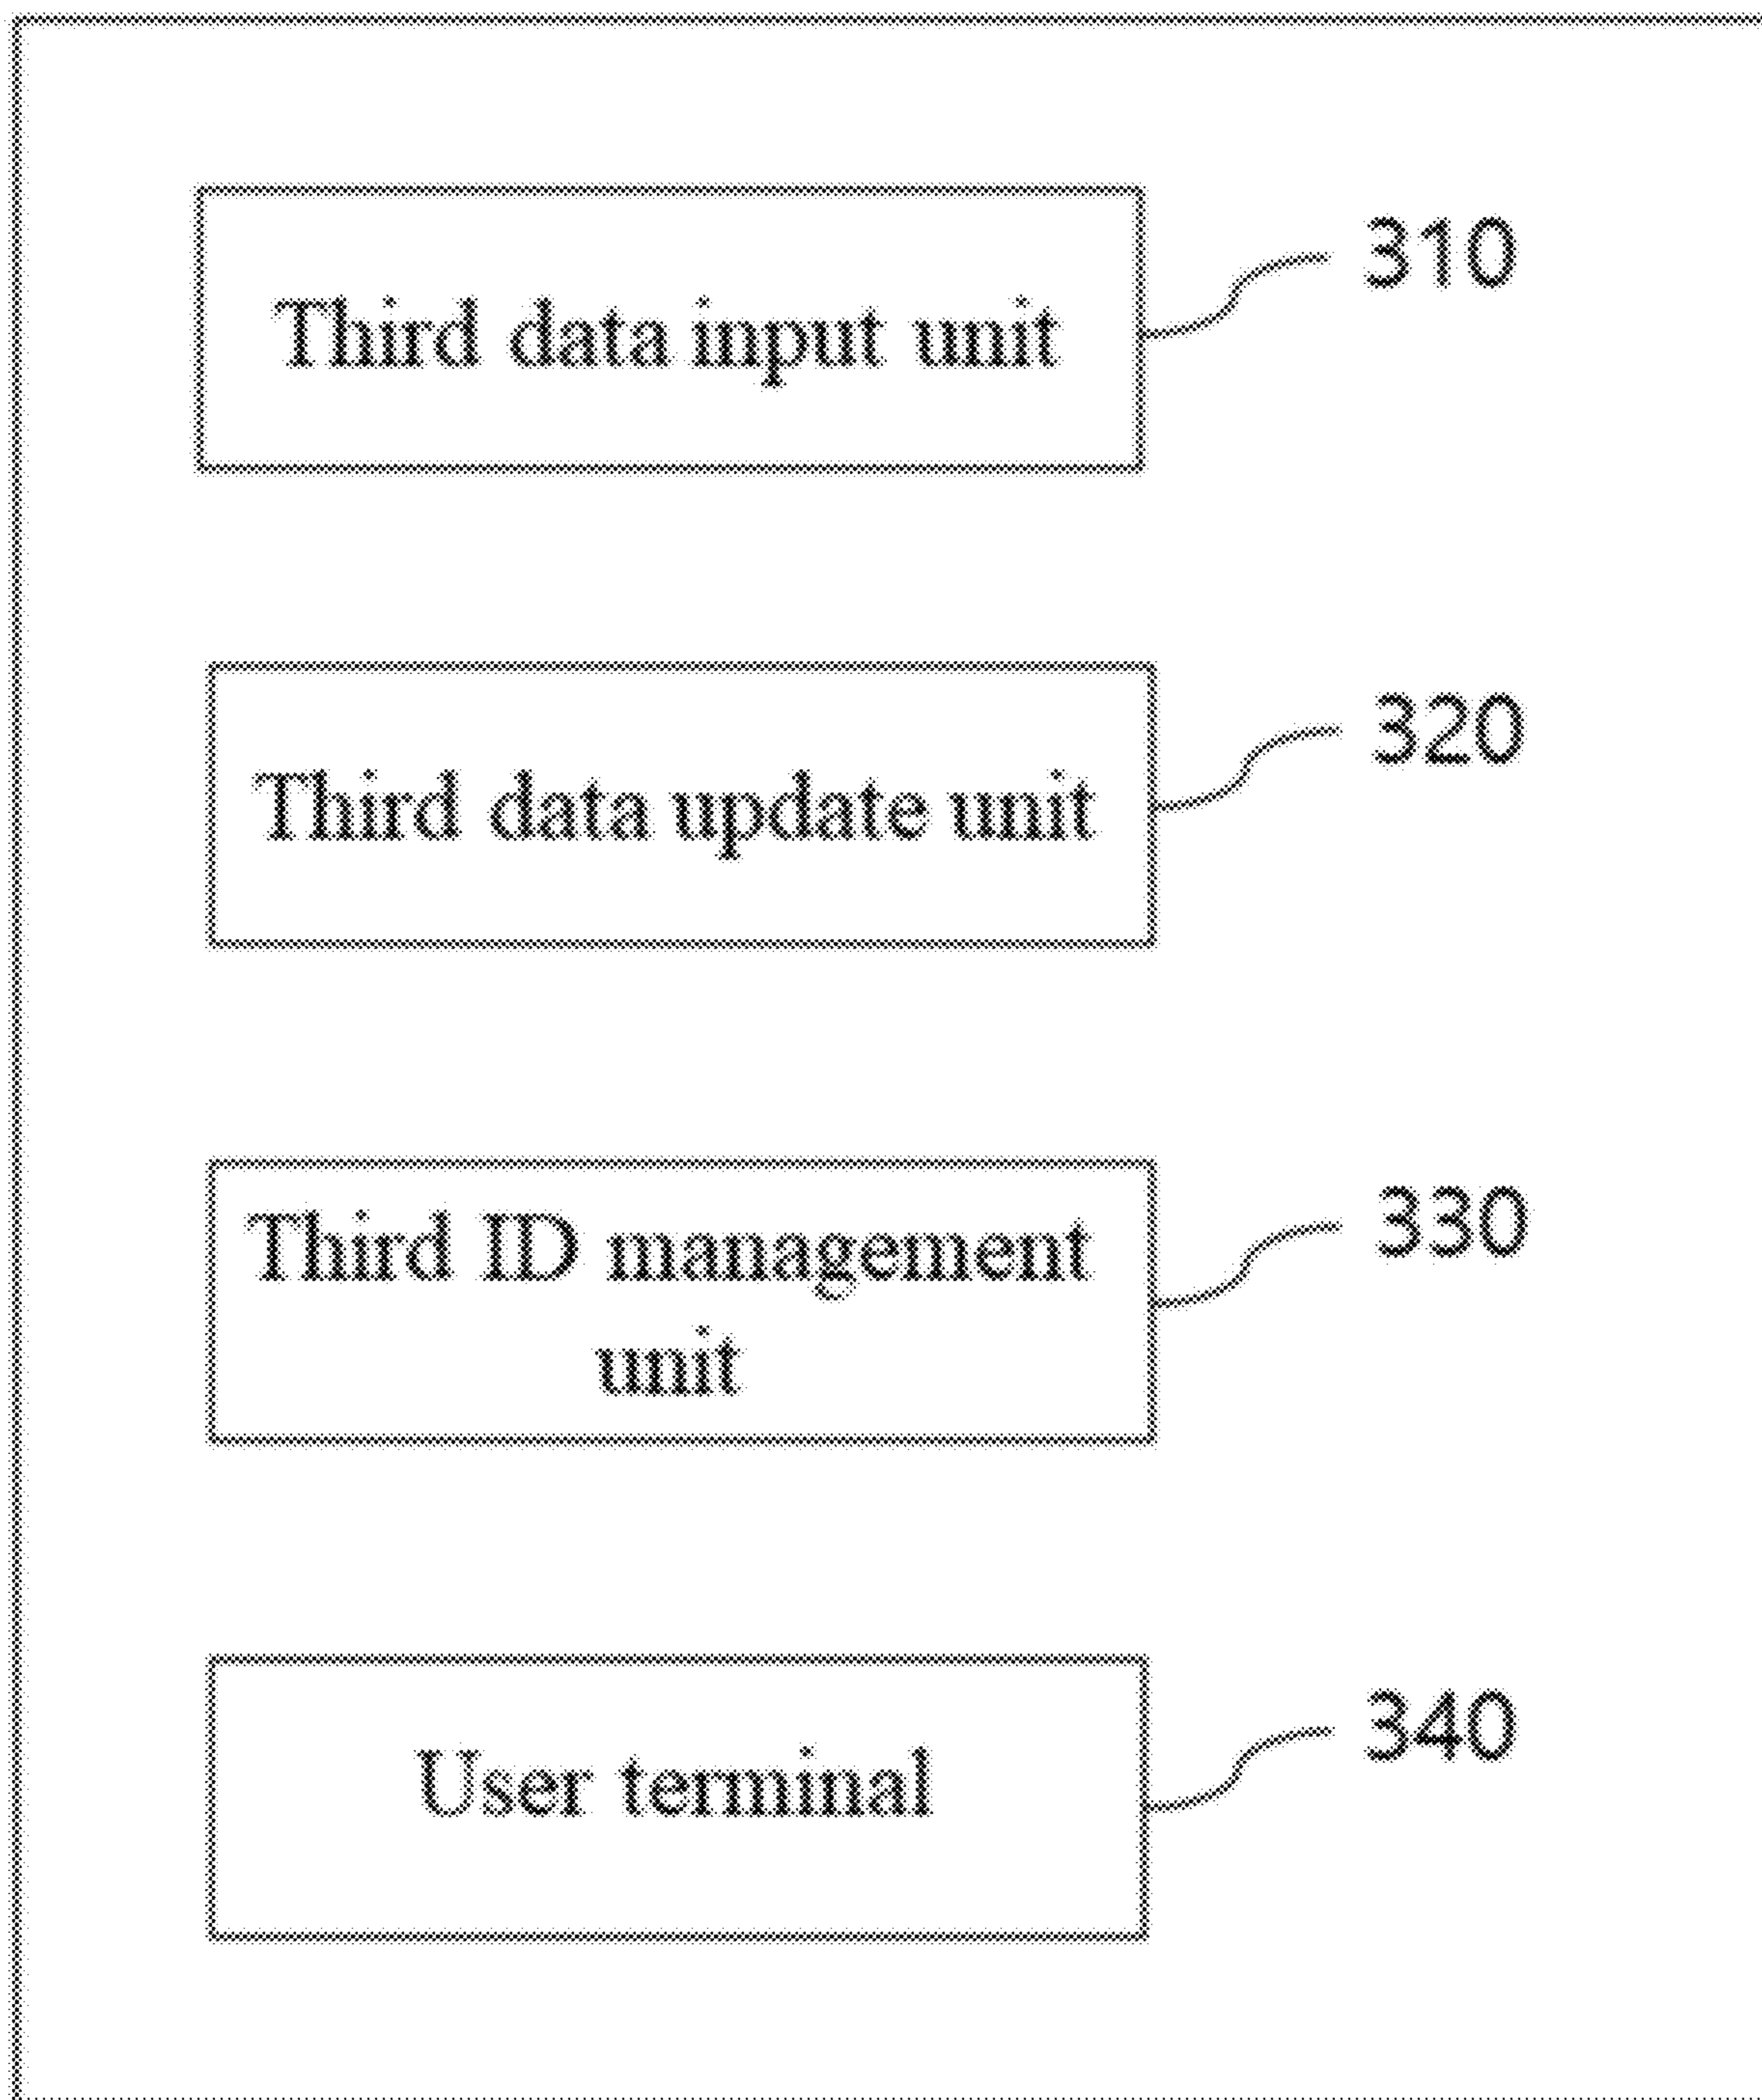 Third data input unit
310
Third data update unit
320
Third ID management
unit
330
User terminal
340